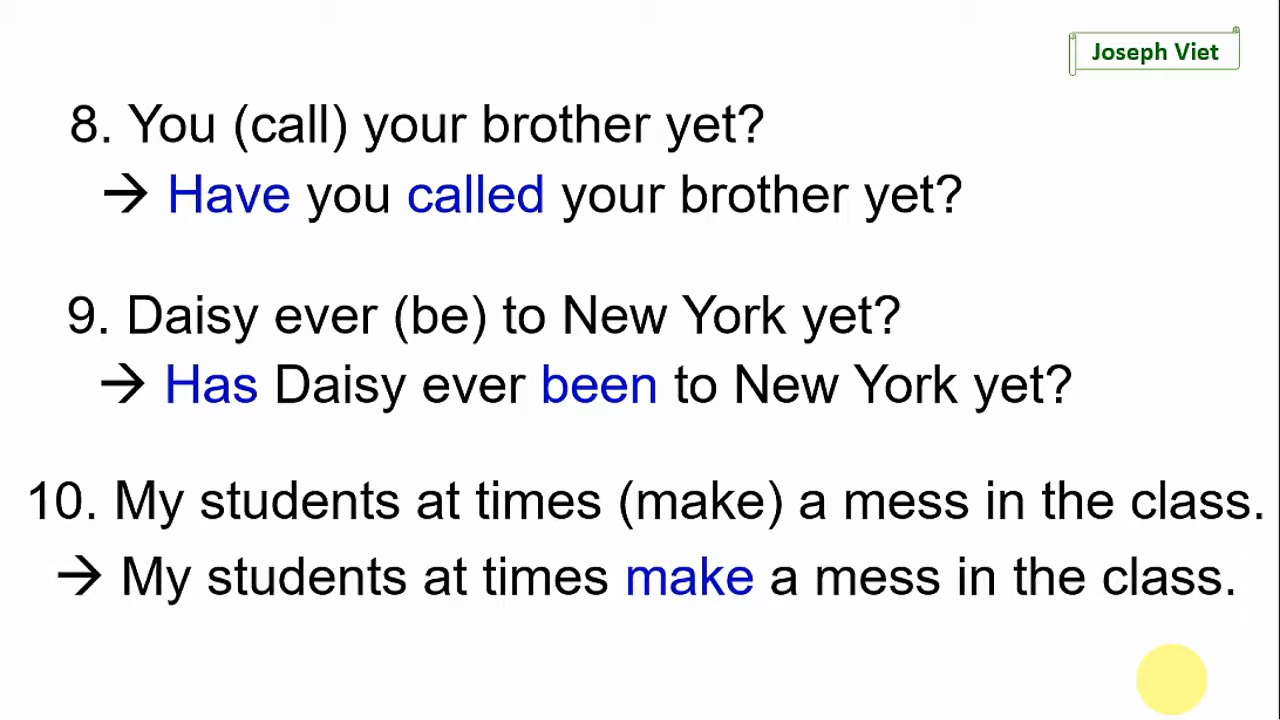 Joseph Viet
8. You (call) your brother yet?
→ Have you called your brother yet?
9. Daisy ever (be) to New York yet?
→ Has Daisy ever been to New York yet?
10. My students at times (make) a mess in the class.
→ My students at times make a mess in the class.